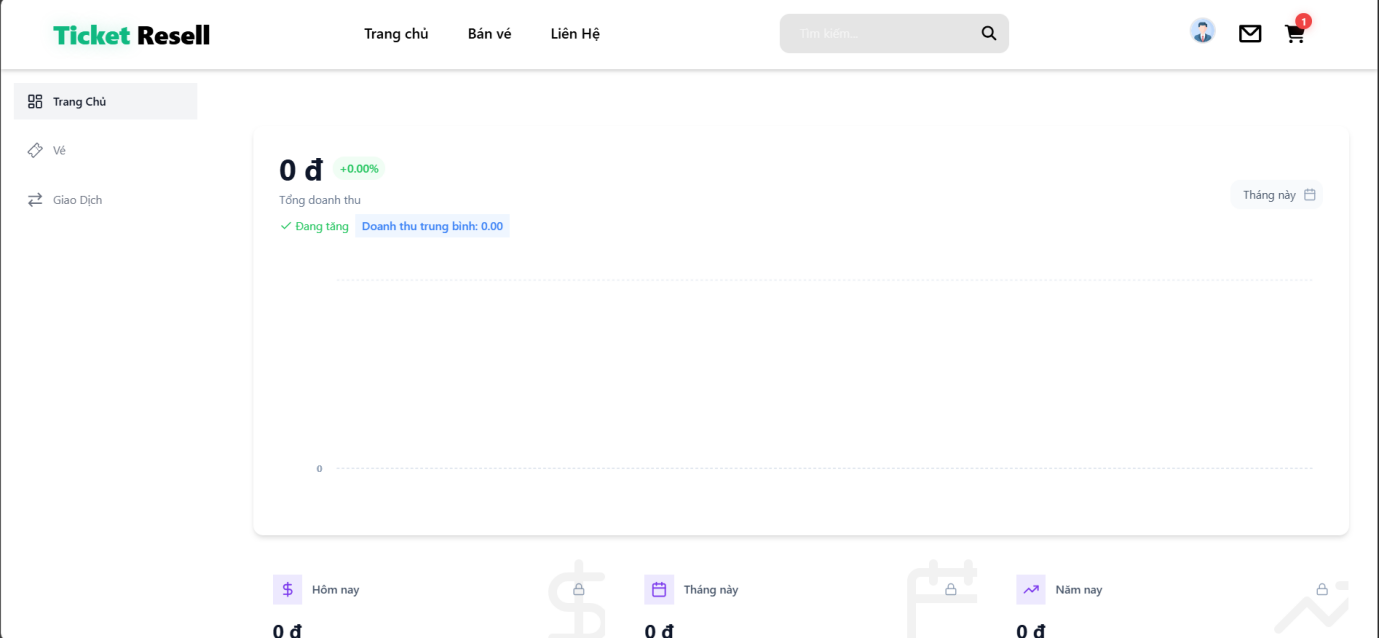 Ticket Resell
Trang chủ
Bán vé
Liên Hệ
Tìm kiếm...
1
Trang Chủ
Vé
Giao Dịch
0 đ
+0.00%
Tổng doanh thu
Đang tăng
Doanh thu trung bình: 0.00
Tháng này
0
Hôm nay
Tháng này
Năm nay
0 đ
0 đ
0 đ